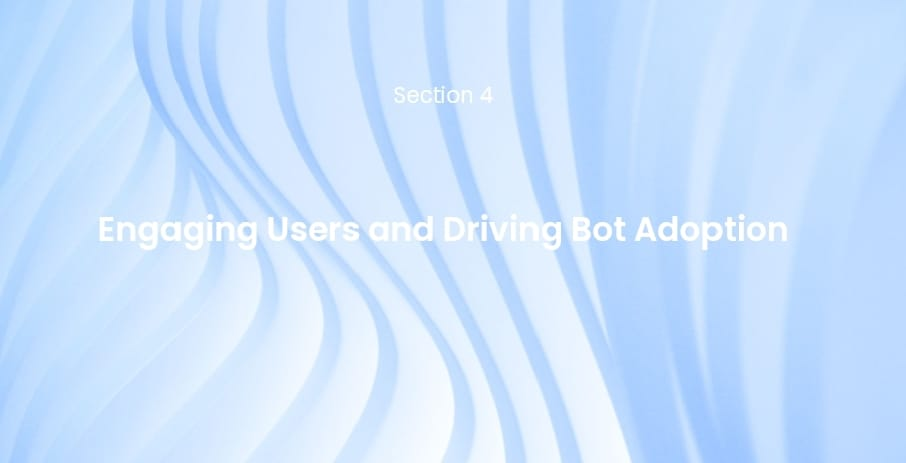 Section 4
Engaging Users and Driving Bot Adoption